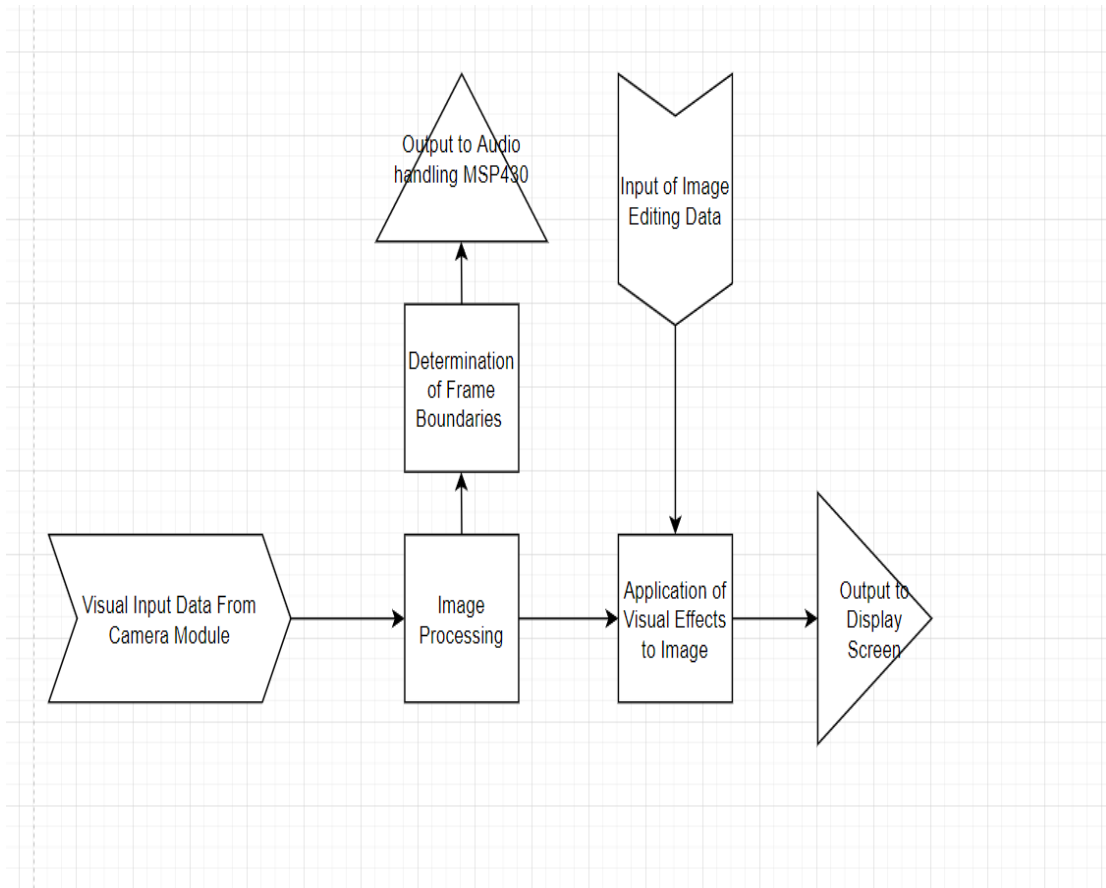 Output to Audio
handling MSP430
Input of Image
Editing Data
Determination
of Frame
Boundaries
Visual Input Data From
Camera Module
Image
Processing
Application of
Visual Effects
to Image
Output to
Display
Screen